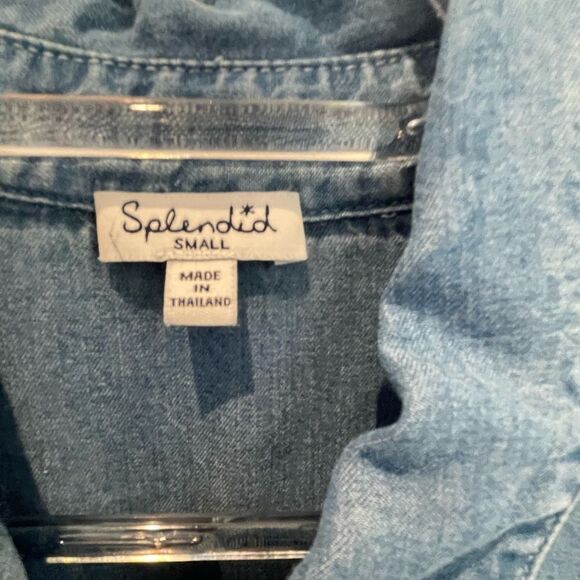 Splendid
SMALL
MADE
IN
THAILAND